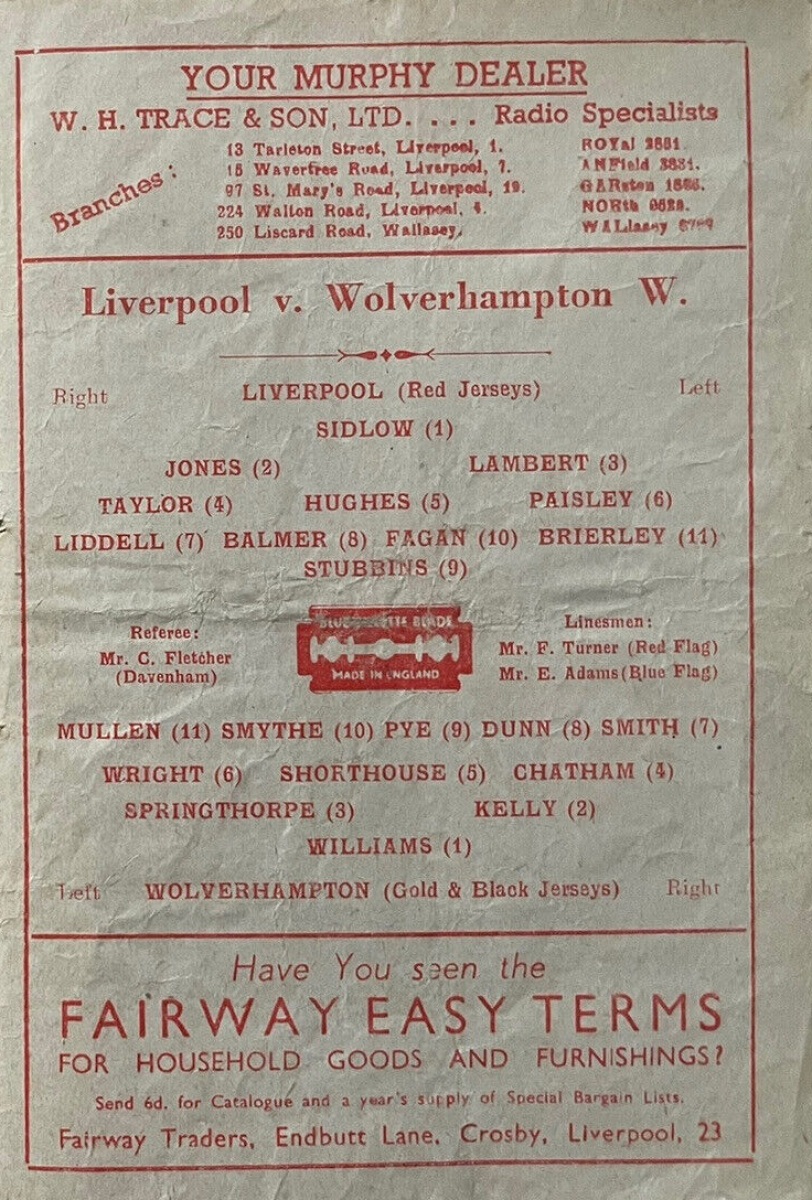 YOUR MURPHY DEALER
W. H. TRACE & SON, LTD. . . . Radio Specialists
Branches:
13 Tarleton Street, Liverpool, 1.
15 Wavertree Road, Liverpool, 7. ANField
97 St. Mary's Road, Liverpool, 19. GARston
224 Walton Road, Liverpool, 4. NORth
250 Liscard Road, Wallasey, WALlasey
ROYal
Liverpool v. Wolverhampton W.
Right LIVERPOOL (Red Jerseys) Left
SIDLOW (1)
JONES (2) LAMBERT (3)
TAYLOR (4) HUGHES (5) PAISLEY (6)
LIDDELL (7) BALMER (8) FAGAN (10) BRIERLEY (11)
STUBBINS (9)
Referee:
Mr. C. Fletcher
(Davenham)
BLUE GILLETTE BLADE
MADE IN ENGLAND
Linesmen:
Mr. F. Turner (Red Flag)
Mr. E. Adams (Blue Flag)
MULLEN (11) SMYTHE (10) PYE (9) DUNN (8) SMITH (7)
WRIGHT (6) SHORTHOUSE (5) CHATHAM (4)
SPRINGTHORPE (3) KELLY (2)
WILLIAMS (1)
Left WOLVERHAMPTON (Gold & Black Jerseys) Right
Have You seen the
FAIRWAY EASY TERMS
FOR HOUSEHOLD GOODS AND FURNISHINGS?
Send 6d. for Catalogue and a year's supply of Special Bargain Lists.
Fairway Traders, Endbutt Lane, Crosby, Liverpool, 23